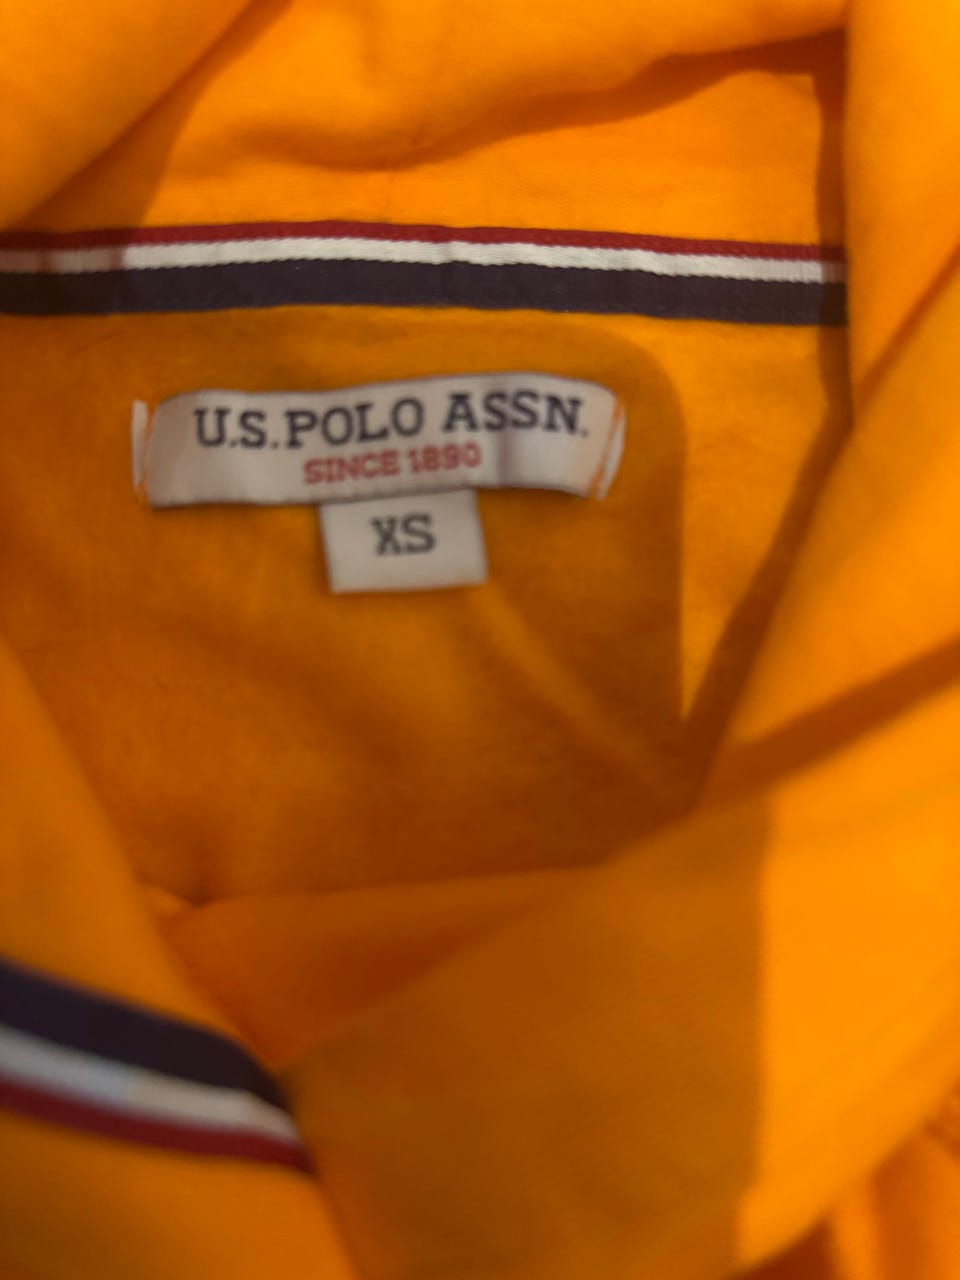 U.S. POLO ASSN.
SINCE 1890
XS